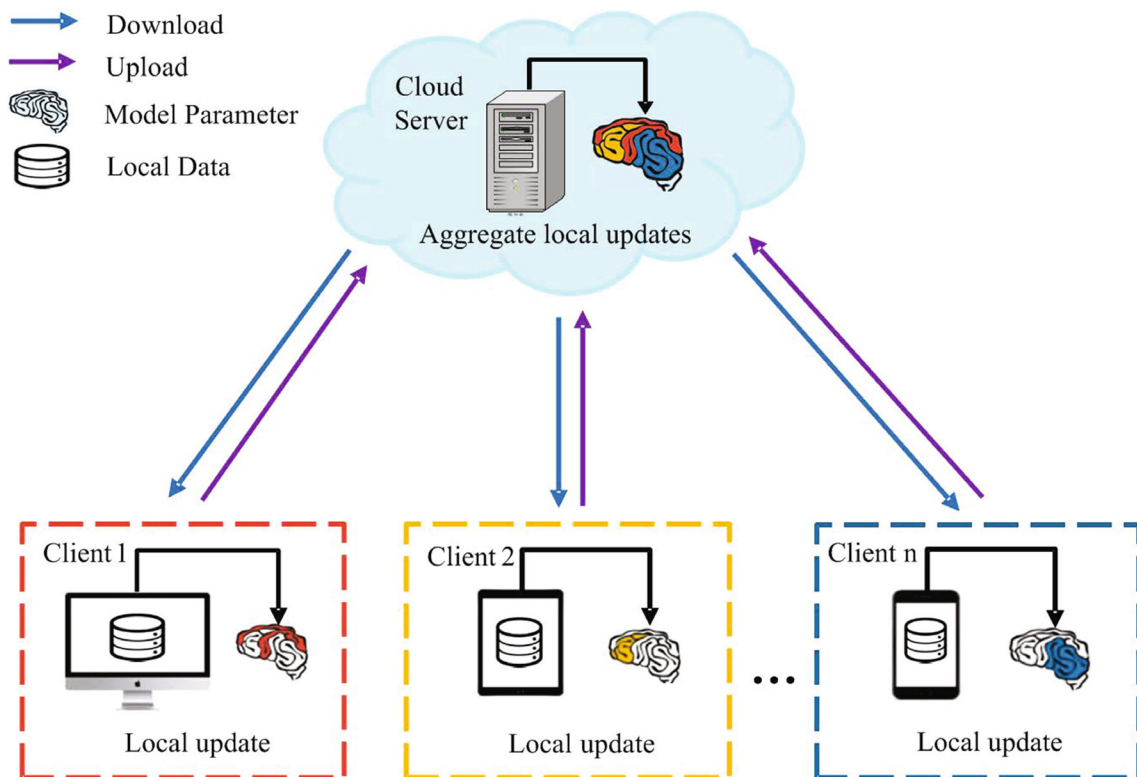 Download
Upload
Model Parameter
Local Data
Cloud
Server
Aggregate local updates
Client 1
Local update
Client 2
Local update
...
Client n
Local update